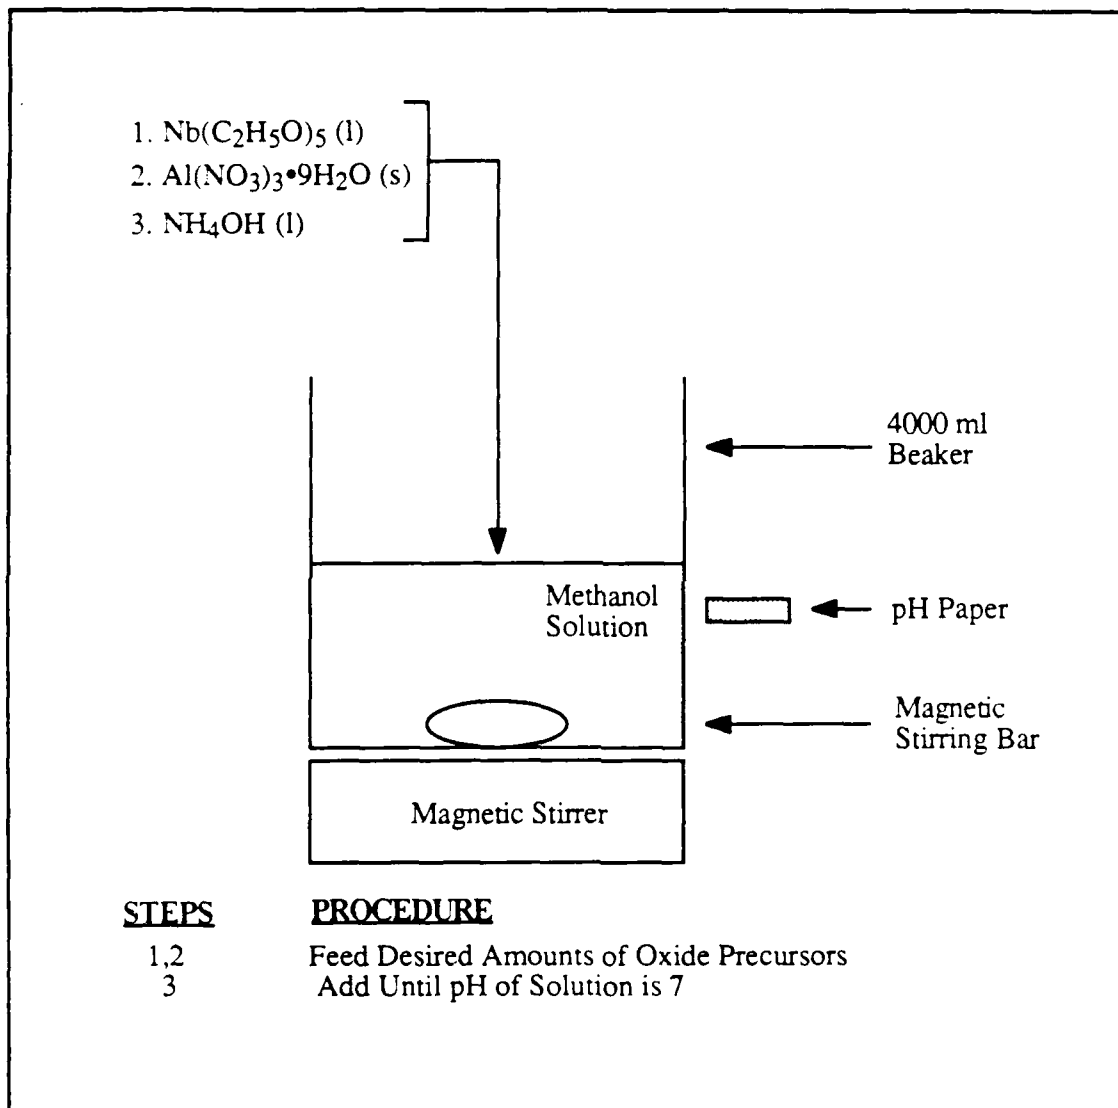 1. Nb(C2H5O)5 (l)
2. Al(NO3)3•9H2O (s)
3. NH4OH (l)
4000 ml
Beaker
Methanol
Solution
pH Paper
Magnetic
Stirring Bar
Magnetic Stirrer
STEPS PROCEDURE
1,2 Feed Desired Amounts of Oxide Precursors
3 Add Until pH of Solution is 7